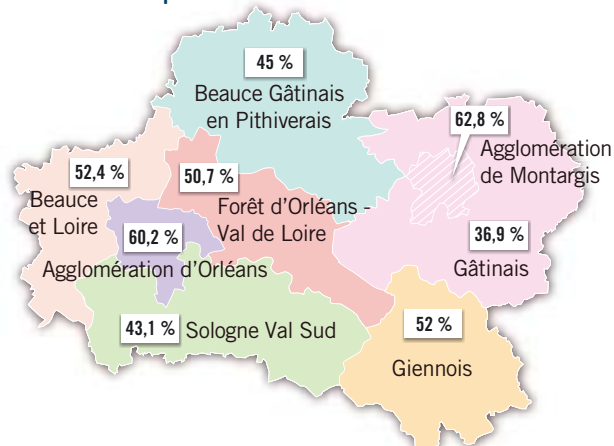 45 %
Beauce Gâtinais
en Pithiverais
62,8 %
Agglomération
de Montargis
52,4 %
Beauce
et Loire
50,7 %
Forêt d'Orléans -
Val de Loire
60,2 %
Agglomération d'Orléans
36,9 %
Gâtinais
43,1 %
Sologne Val Sud
52 %
Giennois